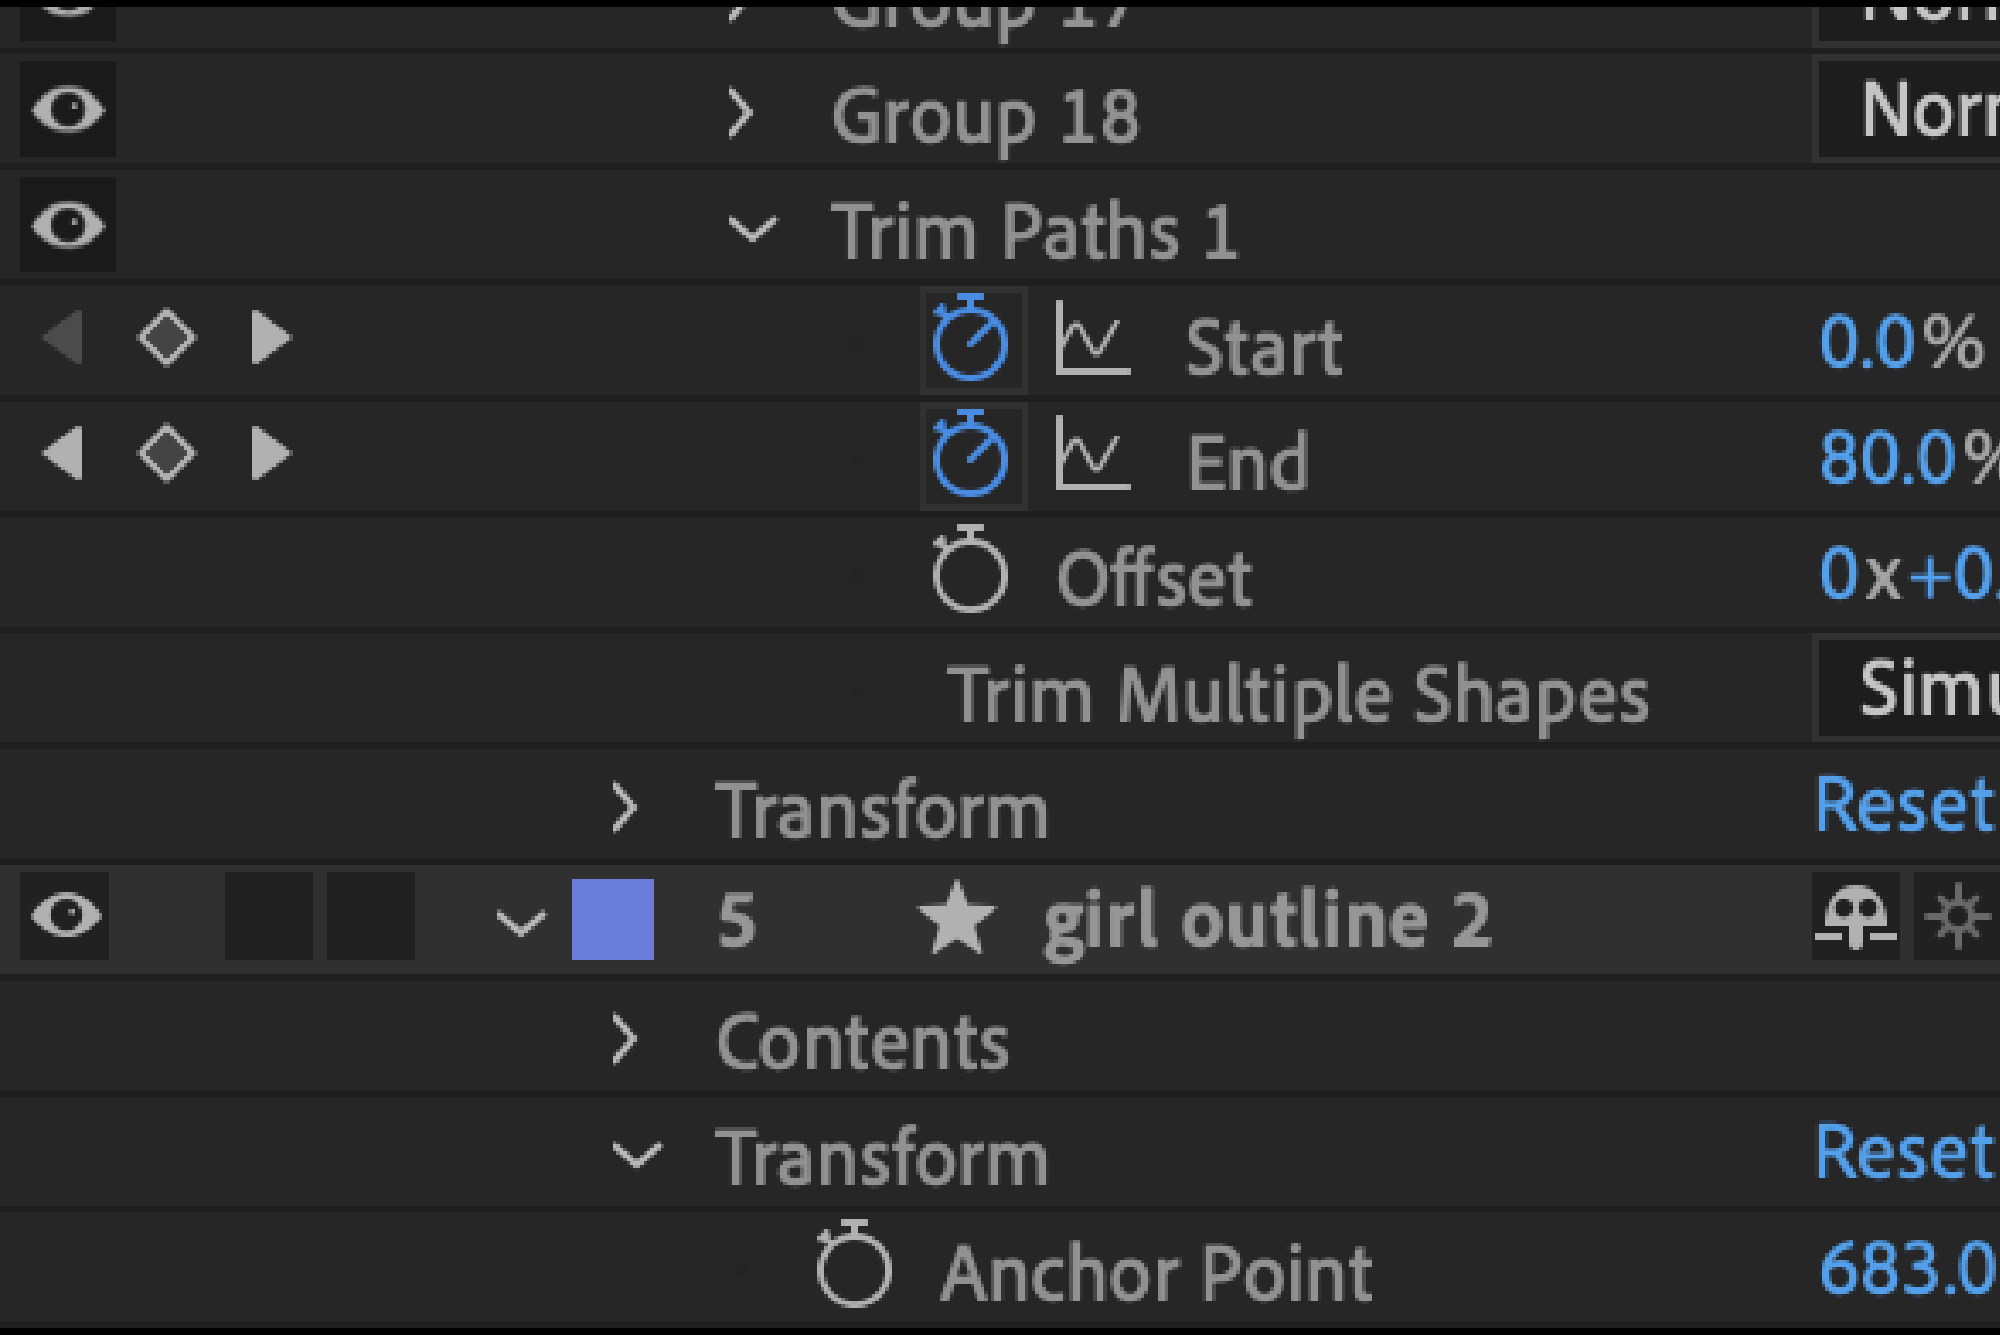 Group 17
Group 18 Norr
Trim Paths 1
Start 0.0%
End 80.0%
Offset 0x+0.
Trim Multiple Shapes Simu
Transform Reset
5 girl outline 2
Contents
Transform Reset
Anchor Point 683.0